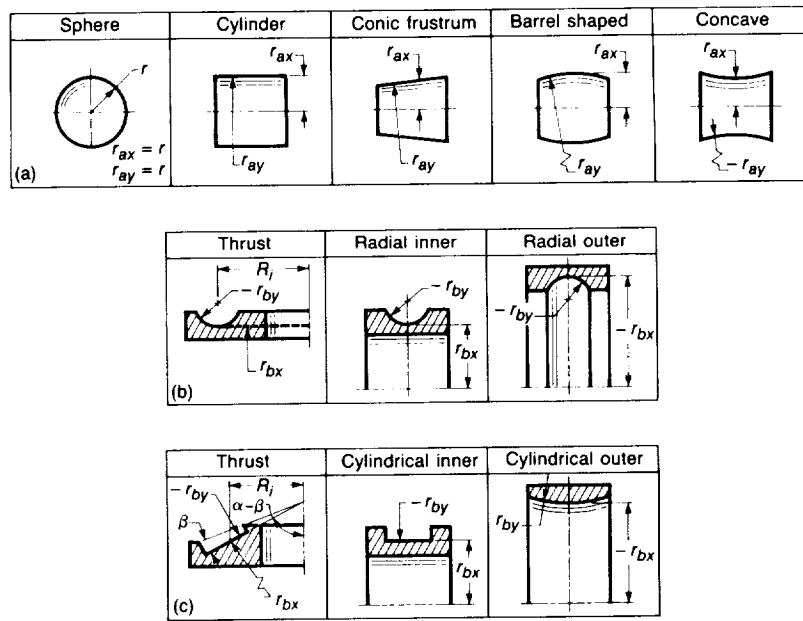 Sphere
Cylinder
Conic frustrum
Barrel shaped
Concave
r
r_ax = r
r_ay = r
r_ax
r_ay
r_ax
r_ay
r_ax
r_ay
r_ax
− r_ay
(a)
Thrust
Radial inner
Radial outer
R_i
− r_by
r_bx
− r_by
r_bx
− r_by
− r_bx
(b)
Thrust
Cylindrical inner
Cylindrical outer
− r_by
R_i
α−β
β
r_bx
− r_by
r_bx
r_by
− r_bx
(c)